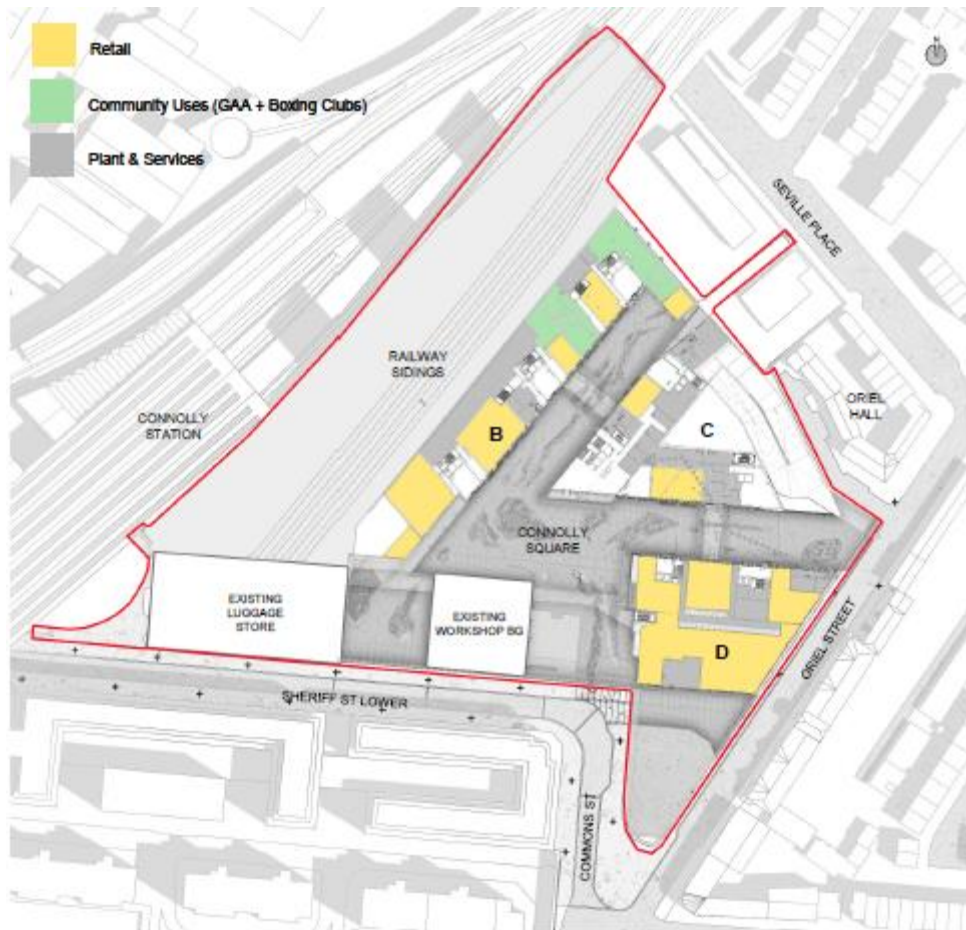 Retail
Community Uses (GAA + Boxing Clubs)
Plant & Services
N
SEVILLE PLACE
RAILWAY
SIDINGS
CONNOLLY
STATION
ORIEL
HALL
B
C
CONNOLLY
SQUARE
EXISTING
LUGGAGE
STORE
EXISTING
WORKSHOP BG
D
ORIEL STREET
SHERIFF ST LOWER
COMMONS ST